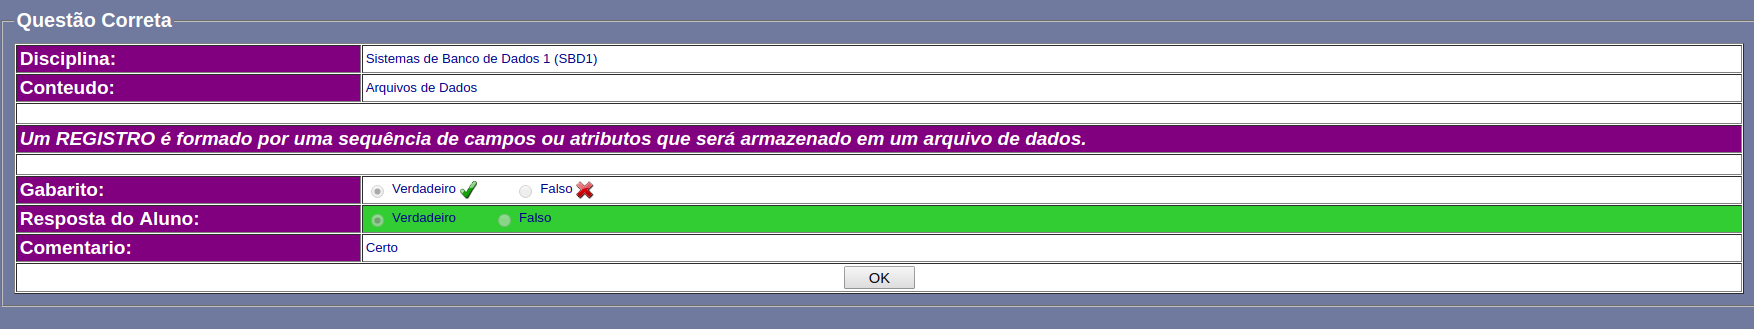 Questão Correta
Disciplina: Sistemas de Banco de Dados 1 (SBD1)
Conteudo: Arquivos de Dados
Um REGISTRO é formado por uma sequência de campos ou atributos que será armazenado em um arquivo de dados.
Gabarito: Verdadeiro Falso
Resposta do Aluno: Verdadeiro Falso
Comentario: Certo
OK